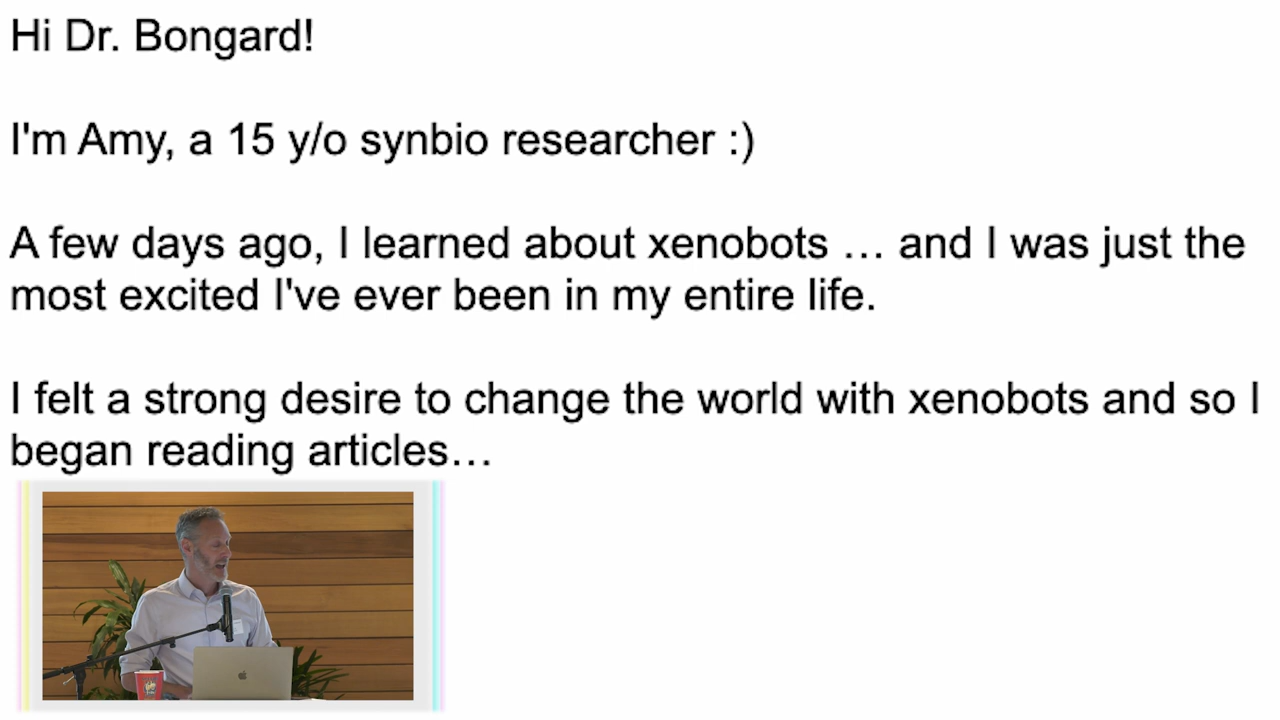 Hi Dr. Bongard!
I'm Amy, a 15 y/o synbio researcher :)
A few days ago, I learned about xenobots … and I was just the
most excited I've ever been in my entire life.
I felt a strong desire to change the world with xenobots and so I
began reading articles…